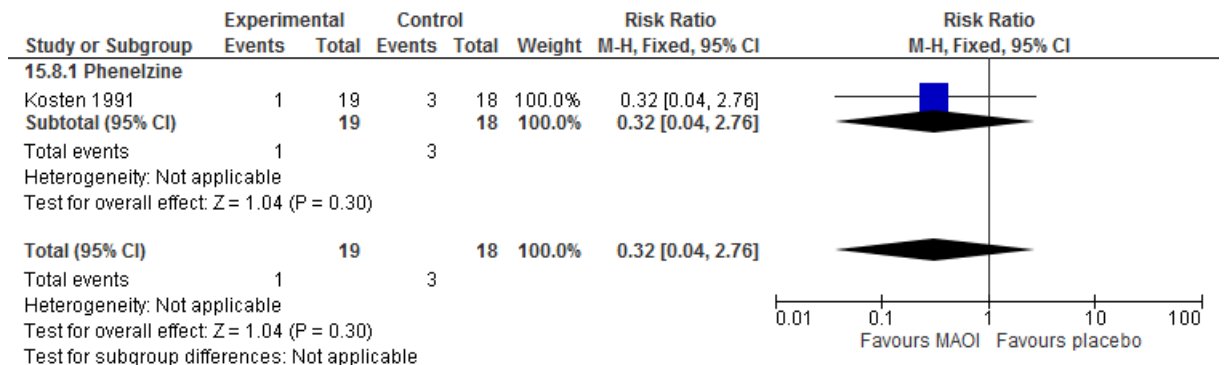 Experimental Control Risk Ratio Risk Ratio
Study or Subgroup Events Total Events Total Weight M-H, Fixed, 95% CI M-H, Fixed, 95% CI
15.8.1 Phenelzine
Kosten 1991 1 19 3 18 100.0% 0.32 [0.04, 2.76]
Subtotal (95% CI) 19 18 100.0% 0.32 [0.04, 2.76]
Total events 1 3
Heterogeneity: Not applicable
Test for overall effect: Z = 1.04 (P = 0.30)
Total (95% CI) 19 18 100.0% 0.32 [0.04, 2.76]
Total events 1 3
Heterogeneity: Not applicable
Test for overall effect: Z = 1.04 (P = 0.30)
Test for subgroup differences: Not applicable
0.01 0.1 1 10 100
Favours MAOI Favours placebo